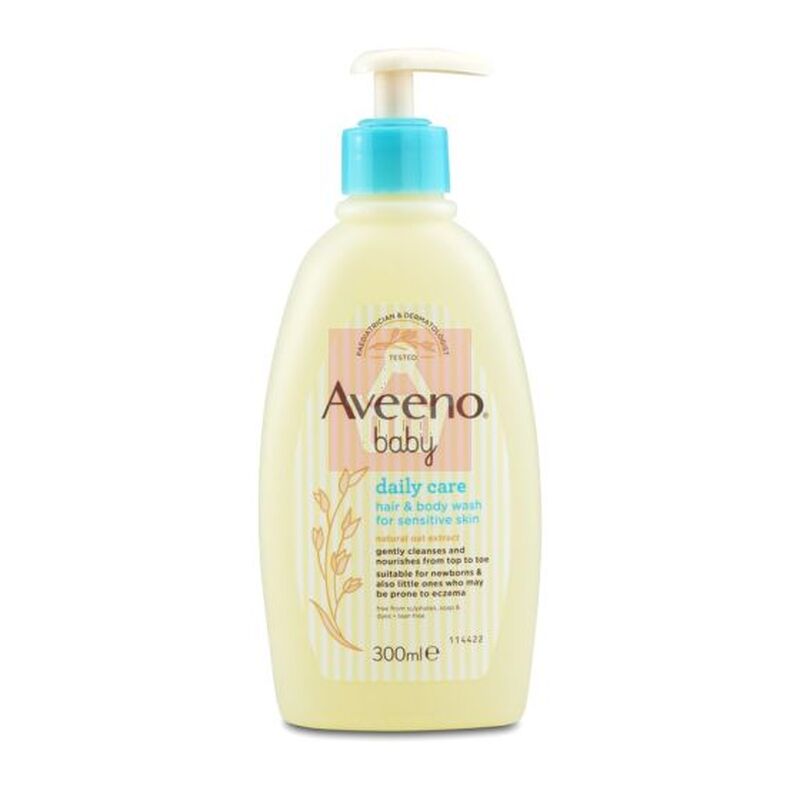 PAEDIATRICIAN & DERMATOLOGIST
TESTED
Aveeno®
baby
daily care
hair & body wash
for sensitive skin
natural oat extract
gently cleanses and
nourishes from top to toe
suitable for newborns &
also little ones who may
be prone to eczema
free from sulphates, soap &
dyes • tear-free
114422
300ml e